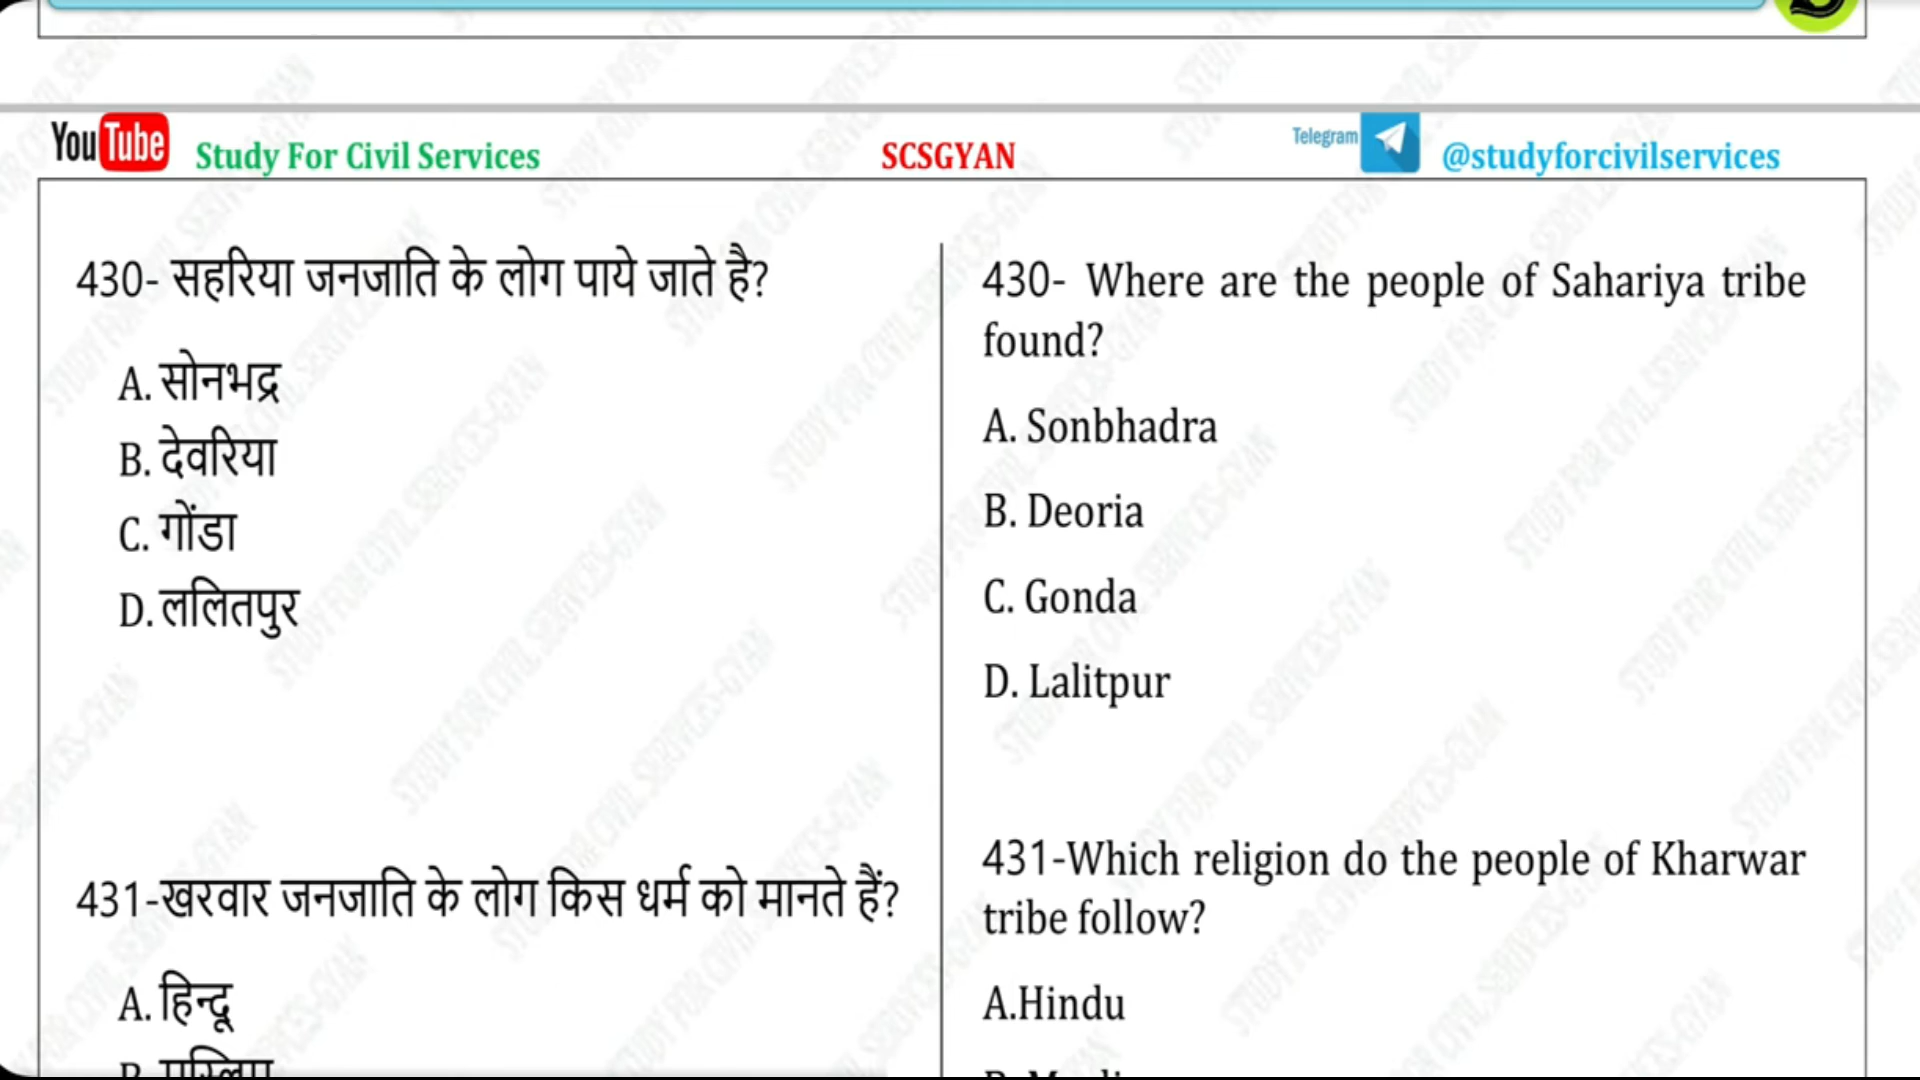 YouTube Study For Civil Services SCSGYAN Telegram @studyforcivilservices
430- सहरिया जनजाति के लोग पाये जाते है?
A. सोनभद्र
B. देवरिया
C. गोंडा
D. ललितपुर
431-खरवार जनजाति के लोग किस धर्म को मानते हैं?
A. हिन्दू
430- Where are the people of Sahariya tribe
found?
A. Sonbhadra
B. Deoria
C. Gonda
D. Lalitpur
431-Which religion do the people of Kharwar
tribe follow?
A.Hindu